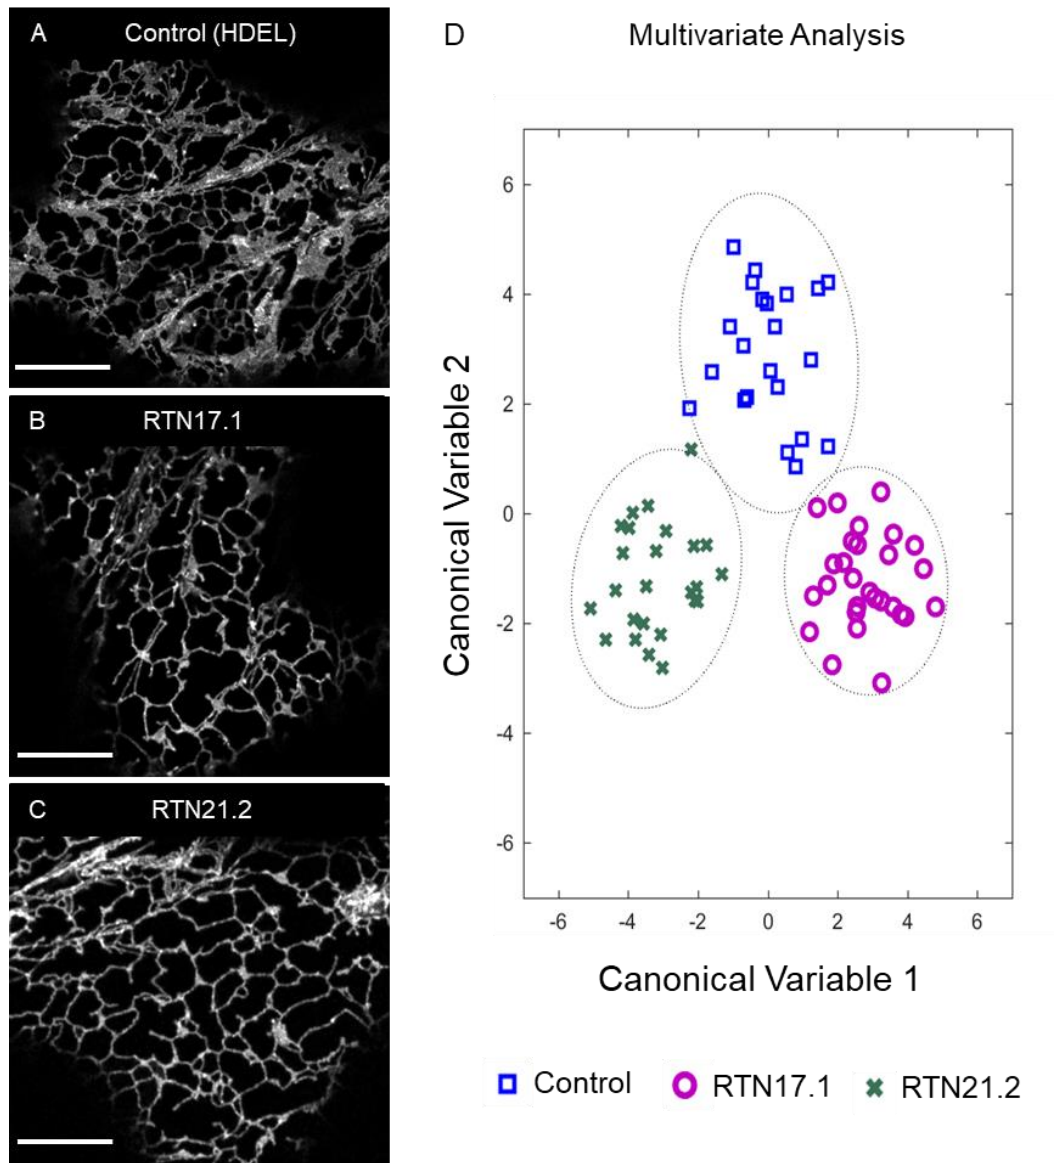 A Control (HDEL)
B RTN17.1
C RTN21.2
D Multivariate Analysis
Canonical Variable 2
6
4
2
0
-2
-4
-6
-6 -4 -2 0 2 4 6
Canonical Variable 1
Control RTN17.1 RTN21.2